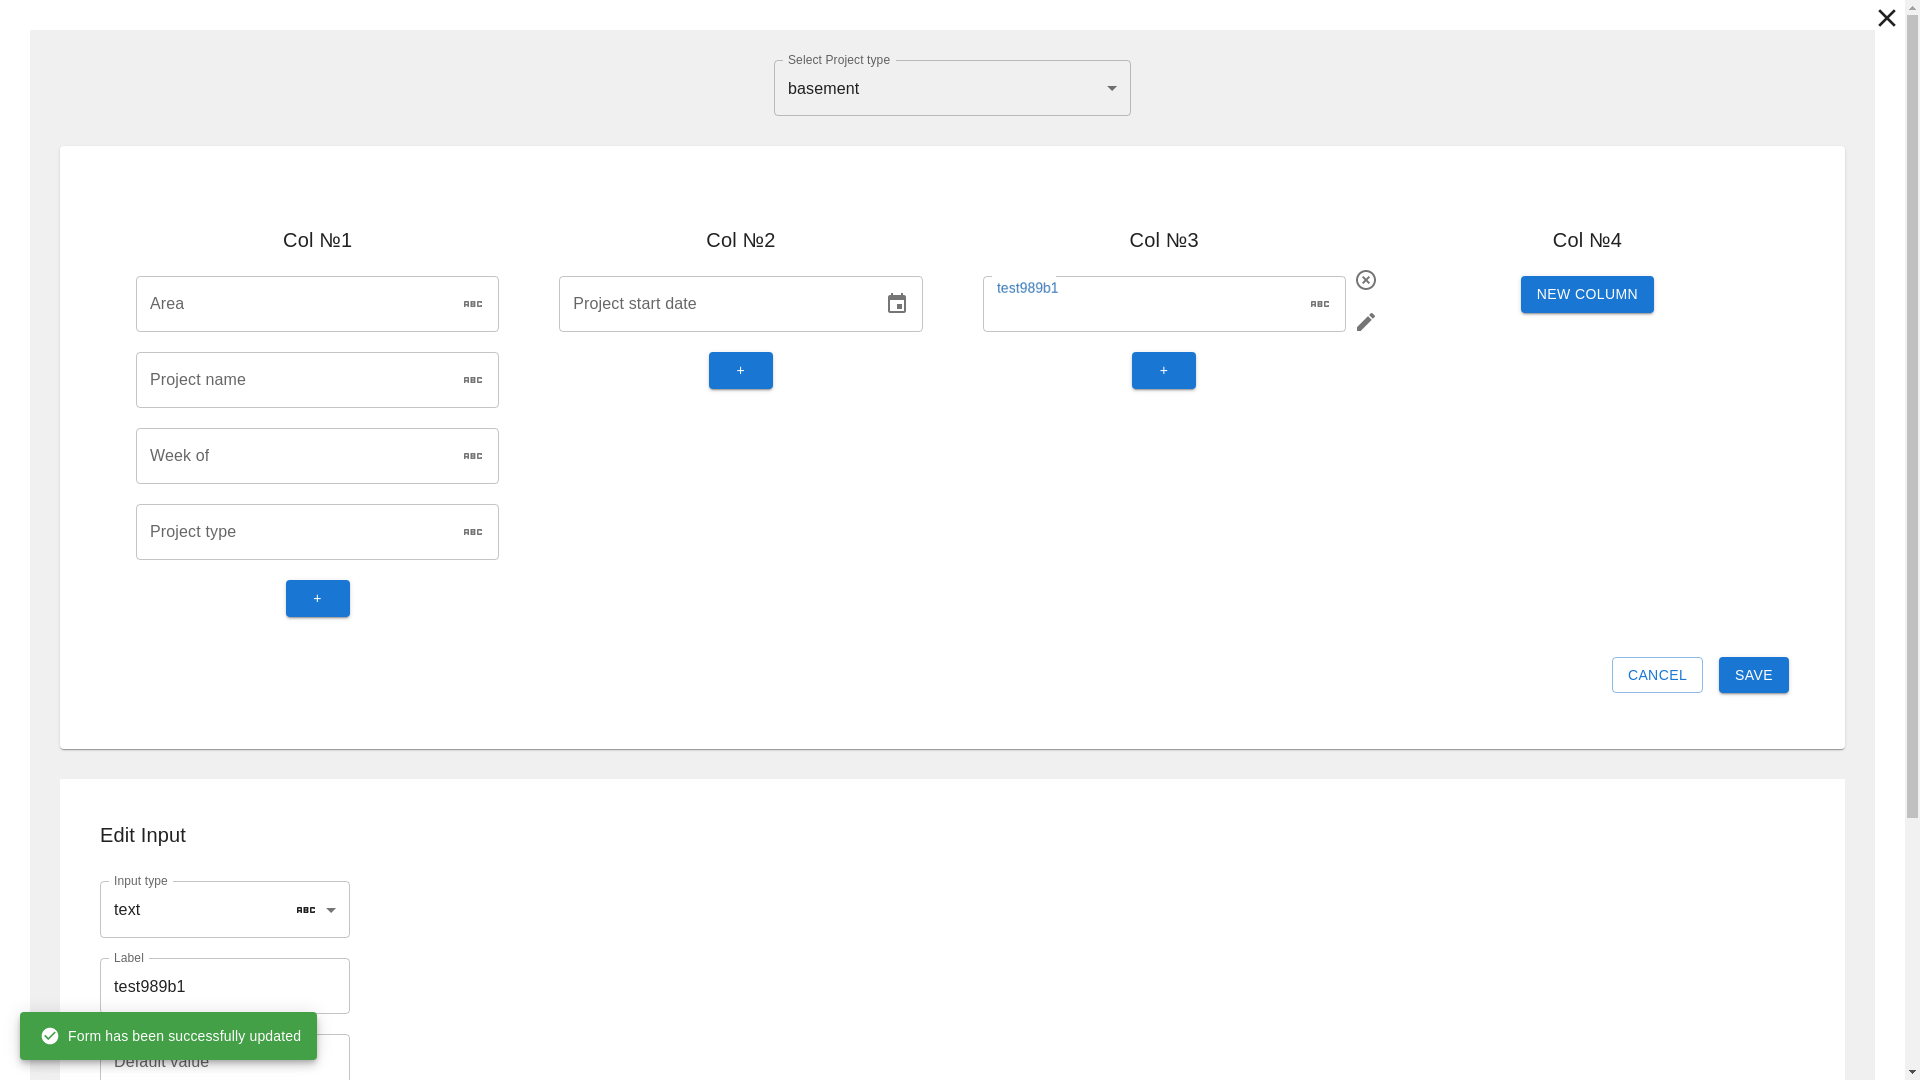 Select Project type
basement
Col №1
Col №2
Col №3
Col №4
Area
ABC
Project start date
test989b1
ABC
NEW COLUMN
Project name
ABC
+
+
Week of
ABC
Project type
ABC
+
CANCEL
SAVE
Edit Input
Input type
text
ABC
Label
test989b1
Form has been successfully updated
Default value